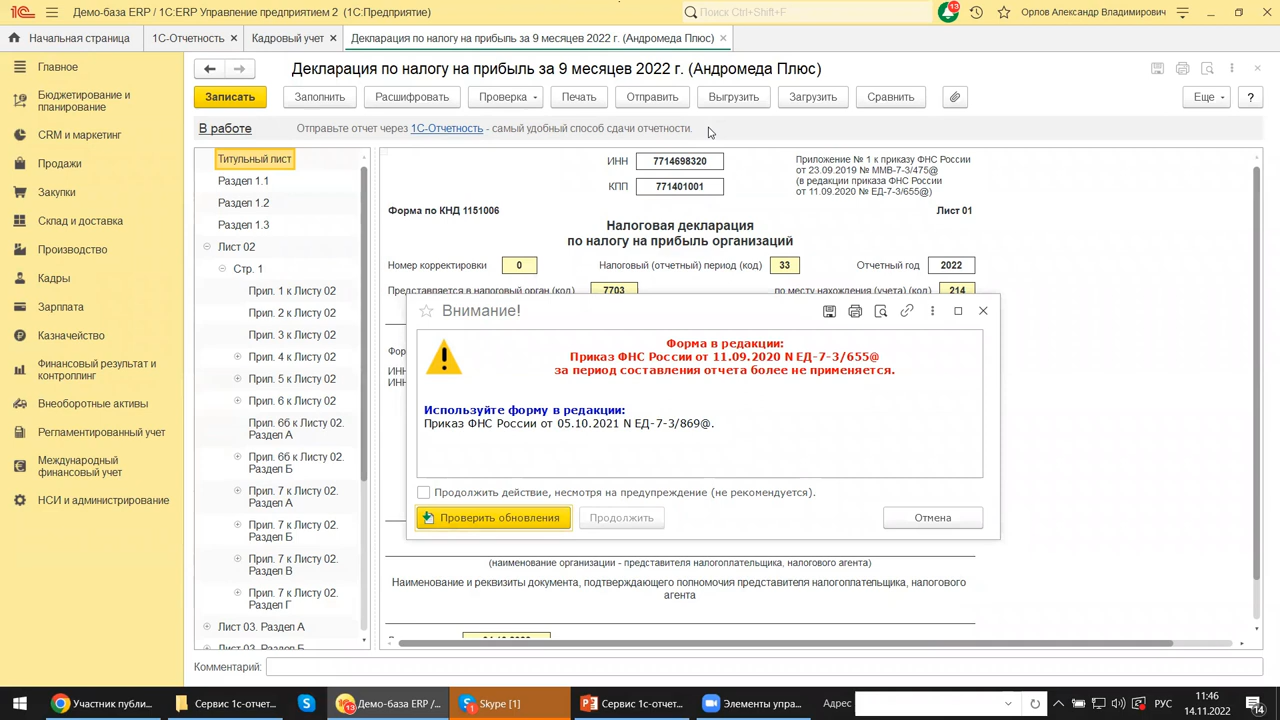 Демо-база ERP / 1С:ERP Управление предприятием 2 (1С:Предприятие)
Поиск Ctrl+Shift+F
13
Орлов Александр Владимирович
Начальная страница
1С-Отчетность ×
Кадровый учет ×
Декларация по налогу на прибыль за 9 месяцев 2022 г. (Андромеда Плюс) ×
Декларация по налогу на прибыль за 9 месяцев 2022 г. (Андромеда Плюс)
Записать
Заполнить
Расшифровать
Проверка
Печать
Отправить
Выгрузить
Загрузить
Сравнить
Еще
?
В работе
Отправьте отчет через 1С-Отчетность - самый удобный способ сдачи отчетности.
Главное
Бюджетирование и
планирование
CRM и маркетинг
Продажи
Закупки
Склад и доставка
Производство
Кадры
Зарплата
Казначейство
Финансовый результат и
контроллинг
Внеоборотные активы
Регламентированный учет
Международный
финансовый учет
НСИ и администрирование
Титульный лист
Раздел 1.1
Раздел 1.2
Раздел 1.3
Лист 02
Стр. 1
Прил. 1 к Листу 02
Прил. 2 к Листу 02
Прил. 3 к Листу 02
Прил. 4 к Листу 02
Прил. 5 к Листу 02
Прил. 6 к Листу 02
Прил. 6б к Листу 02.
Раздел А
Прил. 6б к Листу 02.
Раздел Б
Прил. 7 к Листу 02.
Раздел А
Прил. 7 к Листу 02.
Раздел Б
Прил. 7 к Листу 02.
Раздел В
Прил. 7 к Листу 02.
Раздел Г
Лист 03. Раздел А
Лист 03. Раздел Б
ИНН 7714698320
КПП 771401001
Приложение № 1 к приказу ФНС России
от 23.09.2019 № ММВ-7-3/475@
(в редакции приказа ФНС России
от 11.09.2020 № ЕД-7-3/655@)
Форма по КНД 1151006
Лист 01
Налоговая декларация
по налогу на прибыль организаций
Номер корректировки 0
Налоговый (отчетный) период (код) 33
Отчетный год 2022
Представляется в налоговый орган (код) 7703
по месту нахождения (учета) (код) 214
Внимание!
Форма в редакции:
Приказ ФНС России от 11.09.2020 N ЕД-7-3/655@
за период составления отчета более не применяется.
Используйте форму в редакции:
Приказ ФНС России от 05.10.2021 N ЕД-7-3/869@.
Продолжить действие, несмотря на предупреждение (не рекомендуется).
Проверить обновления
Продолжить
Отмена
(наименование организации - представителя налогоплательщика, налогового агента)
Наименование и реквизиты документа, подтверждающего полномочия представителя налогоплательщика, налогового
агента
Комментарий:
Участник публи...
Сервис 1с-отчет...
Демо-база ERP /...
Skype [1]
Сервис 1с-отчет...
Элементы упра...
Адрес
РУС
11:46
14.11.2022